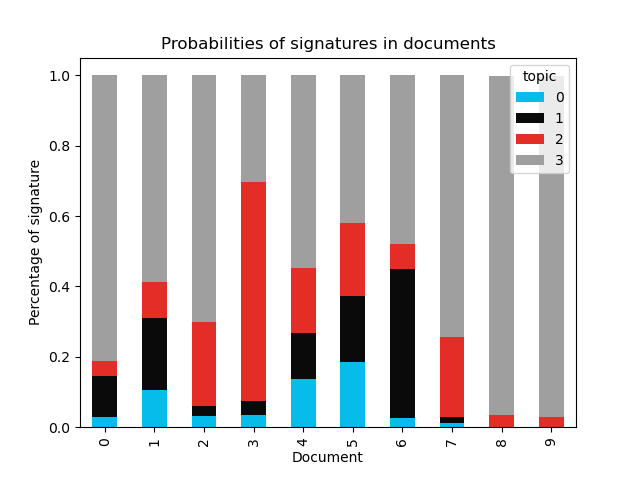 Probabilities of signatures in documents
topic
0
1
2
3
1.0
0.8
0.6
0.4
0.2
0.0
Percentage of signature
0 1 2 3 4 5 6 7 8 9
Document